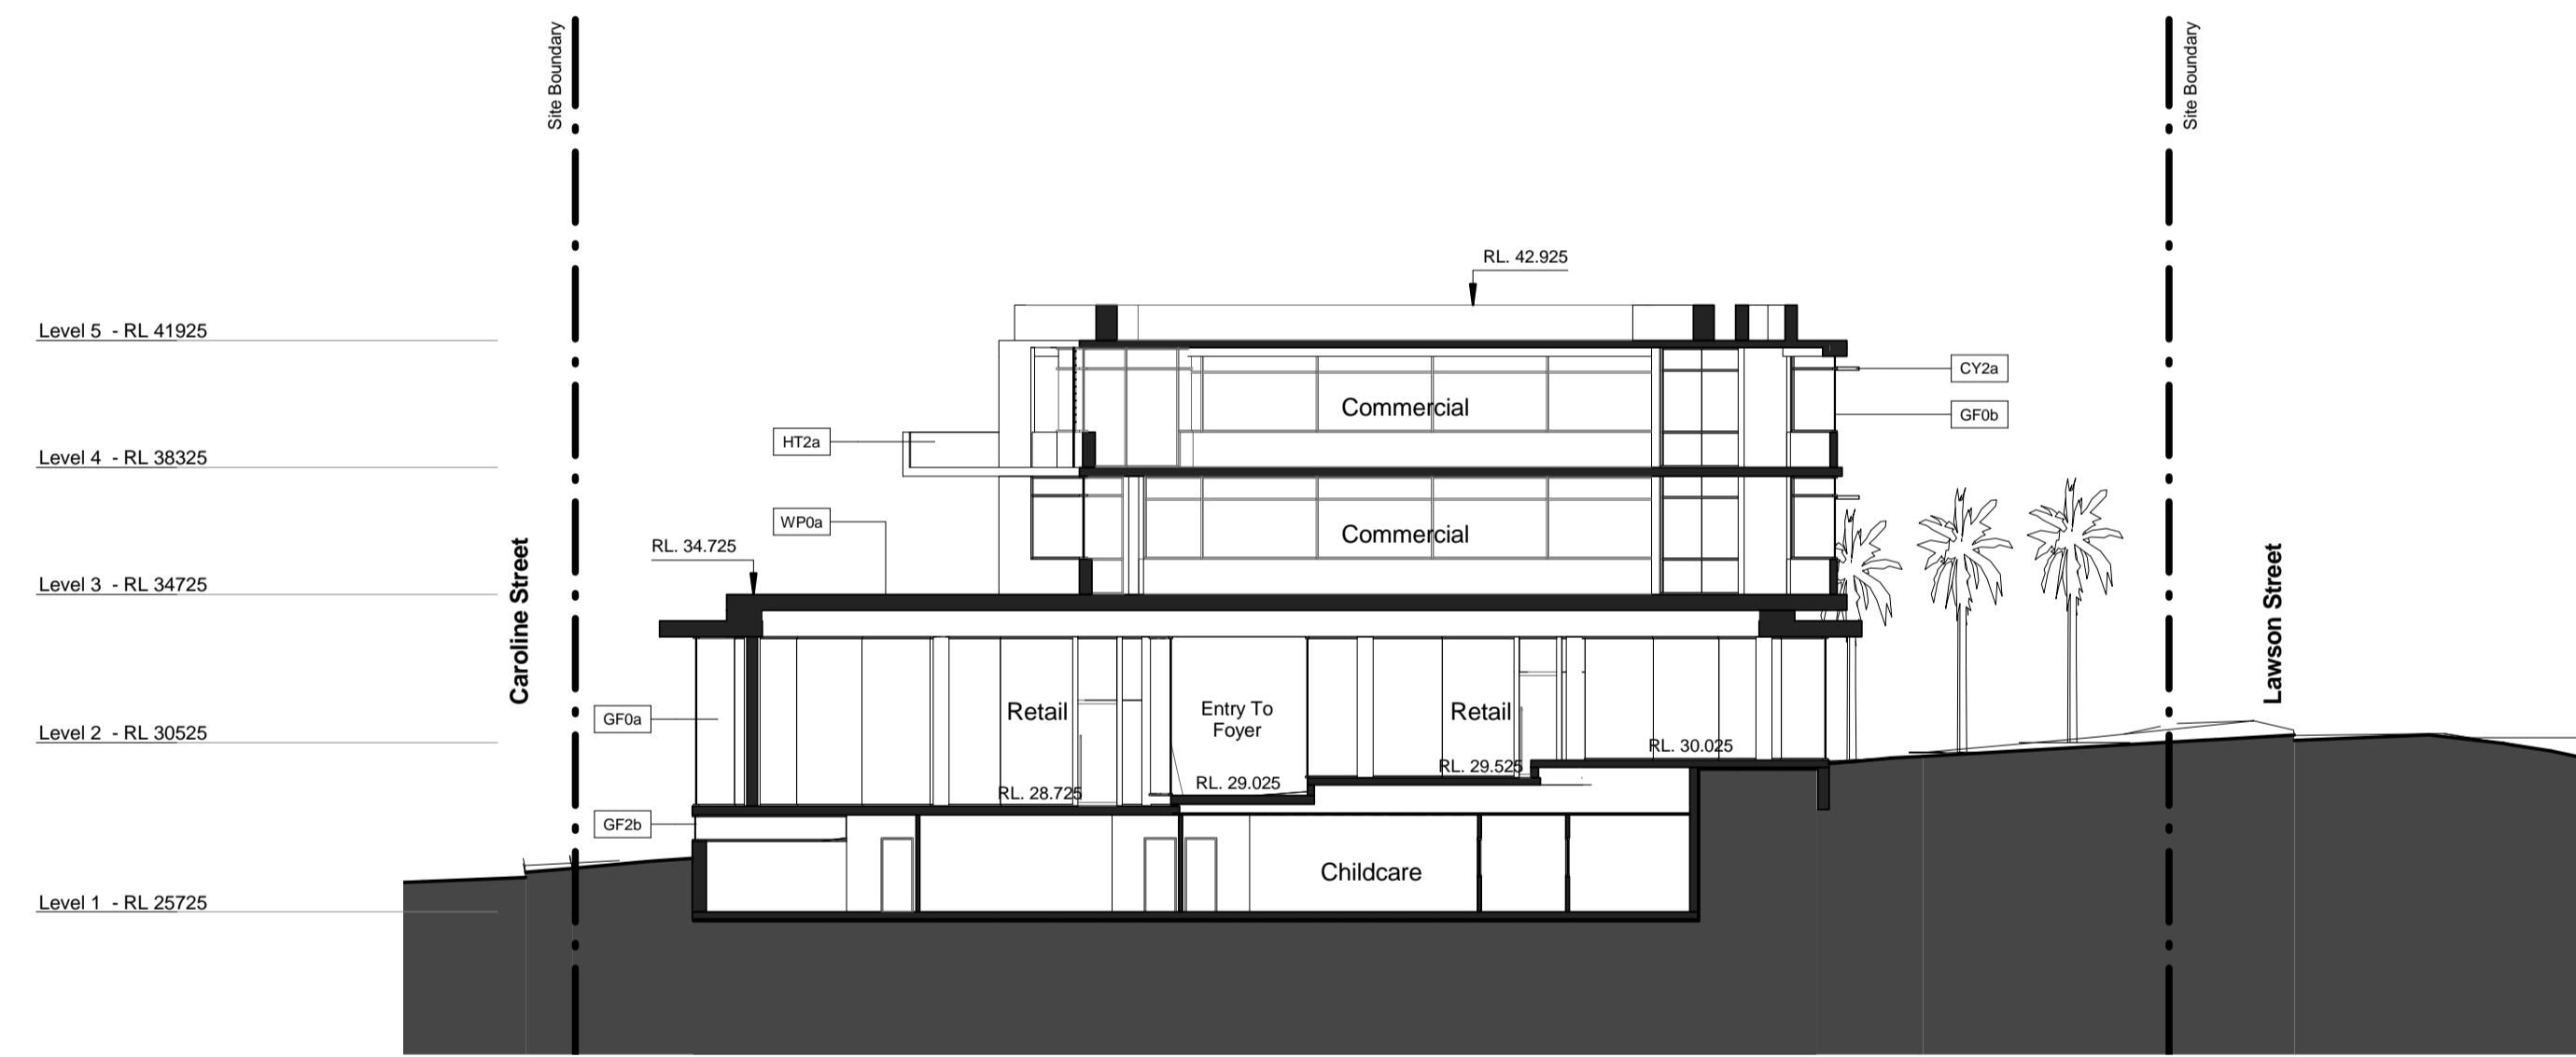 Site Boundary
Site Boundary
RL. 42.925
Level 5 - RL 41925
CY2a
Commercial
GF0b
HT2a
Level 4 - RL 38325
WP0a
Commercial
RL. 34.725
Level 3 - RL 34725
Caroline Street
Lawson Street
Retail
Entry To
Foyer
Retail
GF0a
Level 2 - RL 30525
RL. 30.025
RL. 29.525
RL. 29.025
RL. 28.725
GF2b
Childcare
Level 1 - RL 25725